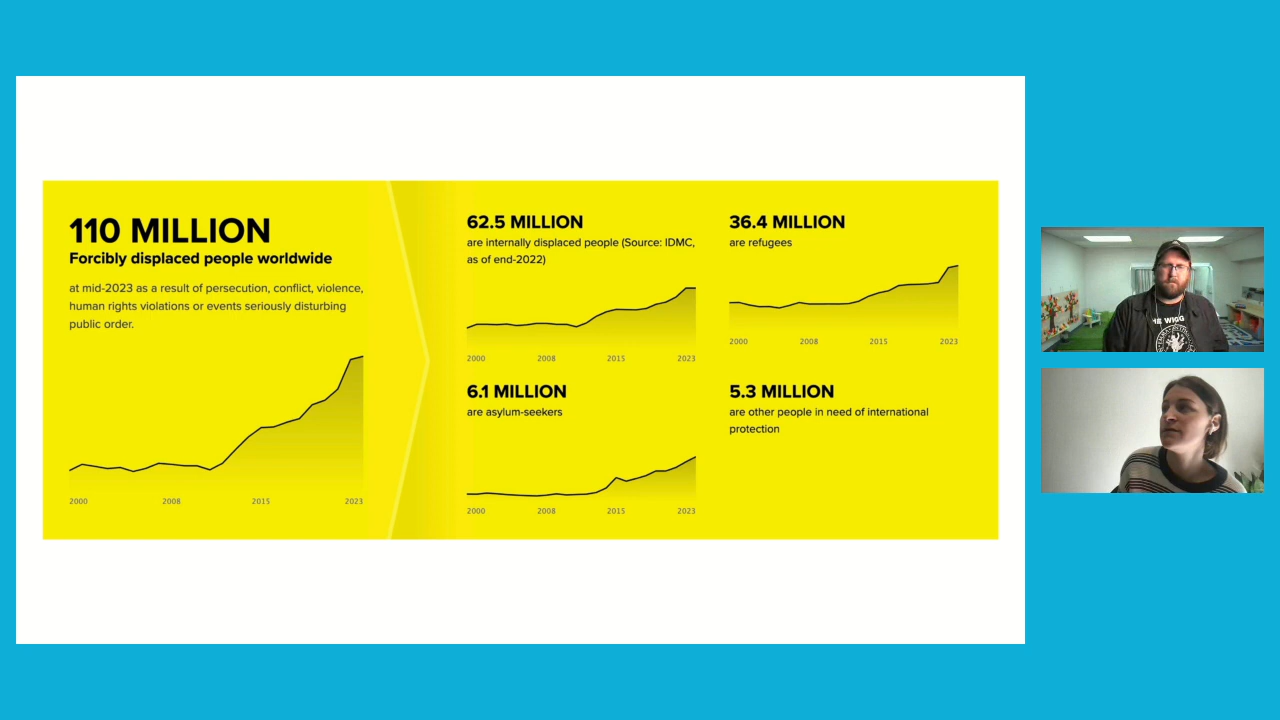 110 MILLION
Forcibly displaced people worldwide
at mid-2023 as a result of persecution, conflict, violence,
human rights violations or events seriously disturbing
public order.
2000 2008 2015 2023
62.5 MILLION
are internally displaced people (Source: IDMC,
as of end-2022)
2000 2008 2015 2023
36.4 MILLION
are refugees
2000 2008 2015 2023
6.1 MILLION
are asylum-seekers
2000 2008 2015 2023
5.3 MILLION
are other people in need of international
protection
HE WIGG